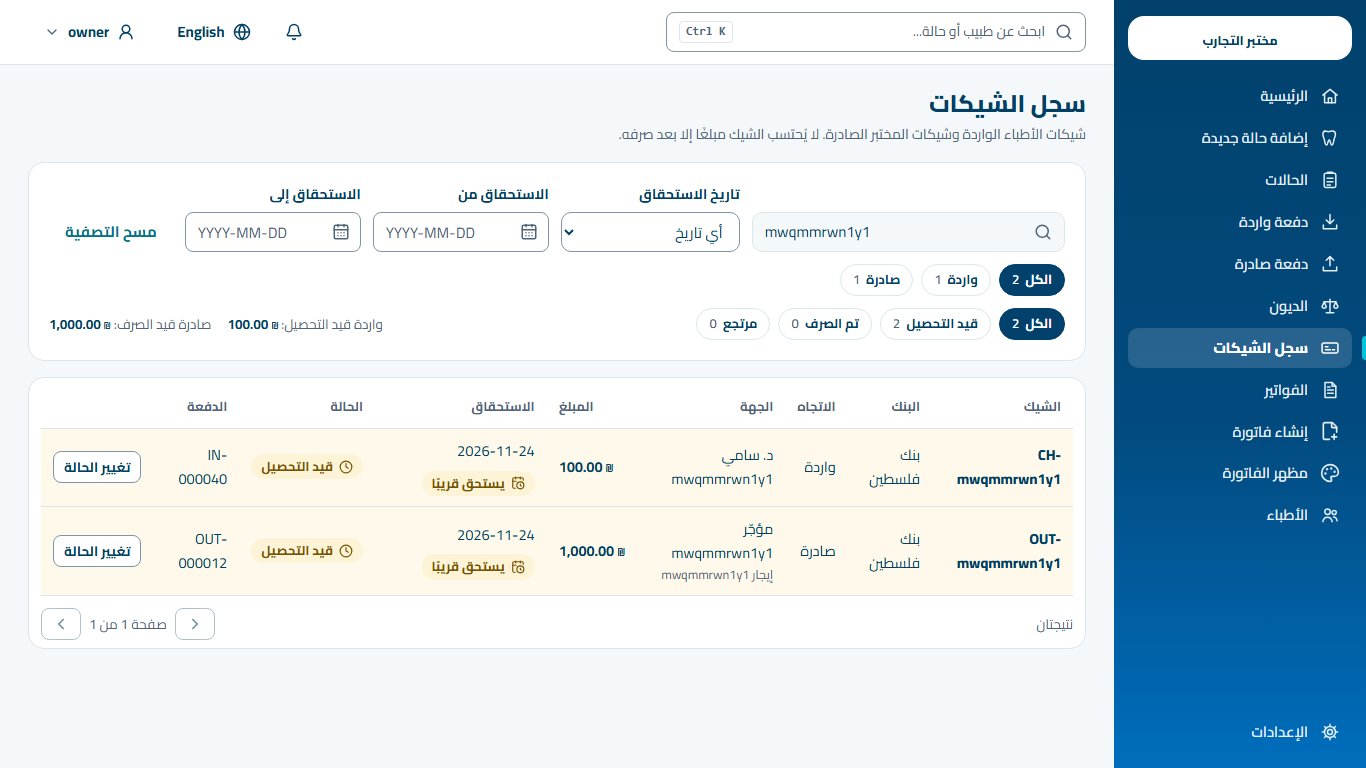 مختبر التجارب
الرئيسية
إضافة حالة جديدة
الحالات
دفعة واردة
دفعة صادرة
الديون
سجل الشيكات
الفواتير
إنشاء فاتورة
مظهر الفاتورة
الأطباء
الإعدادات
ابحث عن طبيب أو حالة...
Ctrl K
English
owner
سجل الشيكات
شيكات الأطباء الواردة وشيكات المختبر الصادرة. لا يُحتسب الشيك مبلغًا إلا بعد صرفه.
mwqmmrwn1y1
تاريخ الاستحقاق
أي تاريخ
الاستحقاق من
YYYY-MM-DD
الاستحقاق إلى
YYYY-MM-DD
مسح التصفية
الكل 2
واردة 1
صادرة 1
الكل 2
قيد التحصيل 2
تم الصرف 0
مرتجع 0
واردة قيد التحصيل: ₪ 100.00
صادرة قيد الصرف: ₪ 1,000.00
الشيك البنك الاتجاه الجهة المبلغ الاستحقاق الحالة الدفعة
CH-
mwqmmrwn1y1
بنك
فلسطين
واردة
د. سامي
mwqmmrwn1y1
₪ 100.00
2026-11-24
يستحق قريبًا
قيد التحصيل
IN-
000040
تغيير الحالة
OUT-
mwqmmrwn1y1
بنك
فلسطين
صادرة
مؤجّر
mwqmmrwn1y1
إيجار mwqmmrwn1y1
₪ 1,000.00
2026-11-24
يستحق قريبًا
قيد التحصيل
OUT-
000012
تغيير الحالة
نتيجتان
صفحة 1 من 1